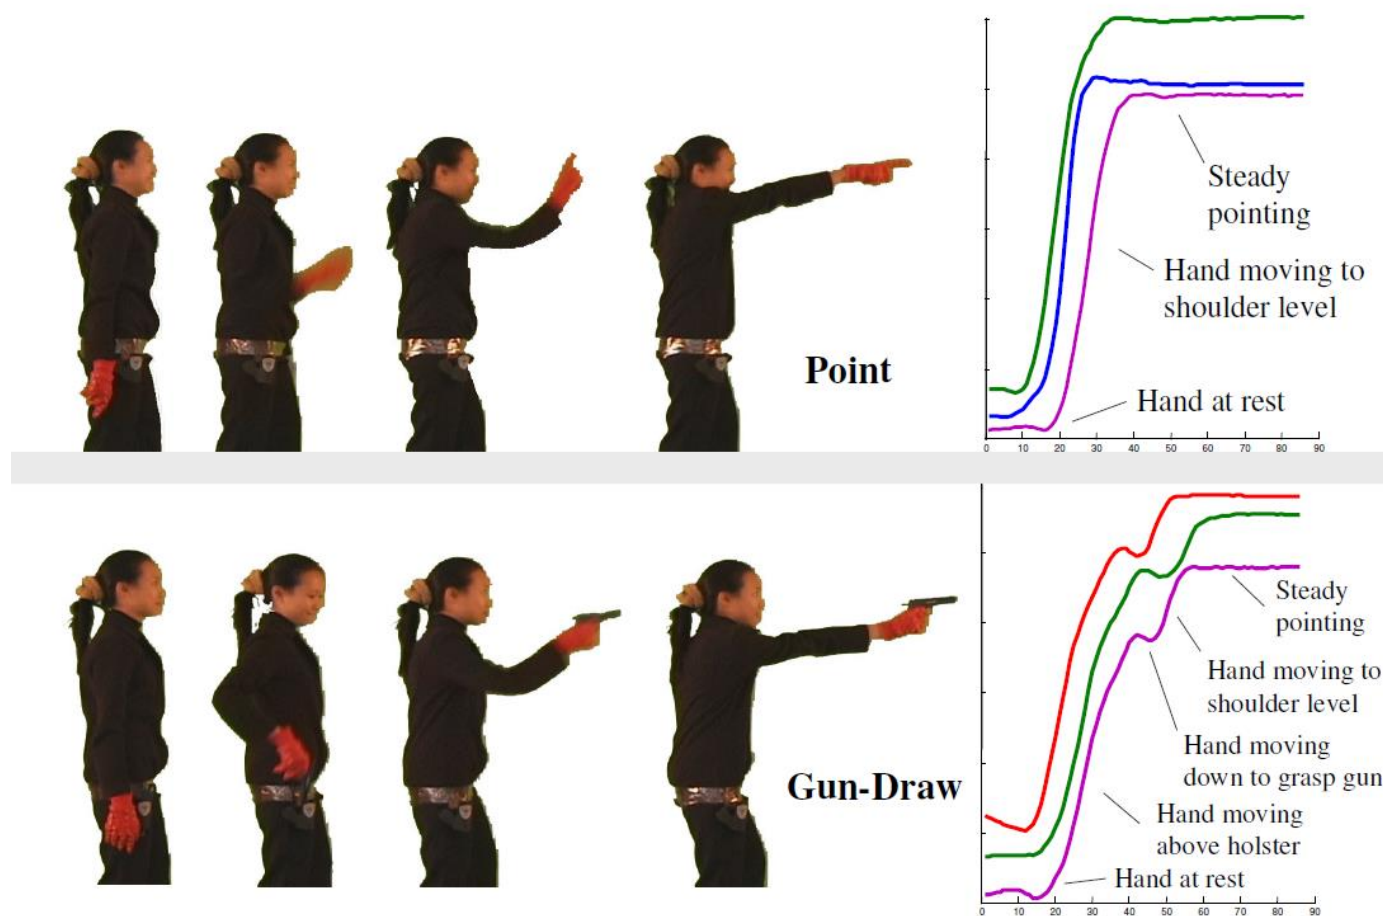 Steady
pointing
Hand moving to
shoulder level
Point
Hand at rest
0 10 20 30 40 50 60 70 80 90
Steady
pointing
Hand moving to
shoulder level
Hand moving
down to grasp gun
Gun-Draw
Hand moving
above holster
Hand at rest
0 10 20 30 40 50 60 70 80 90